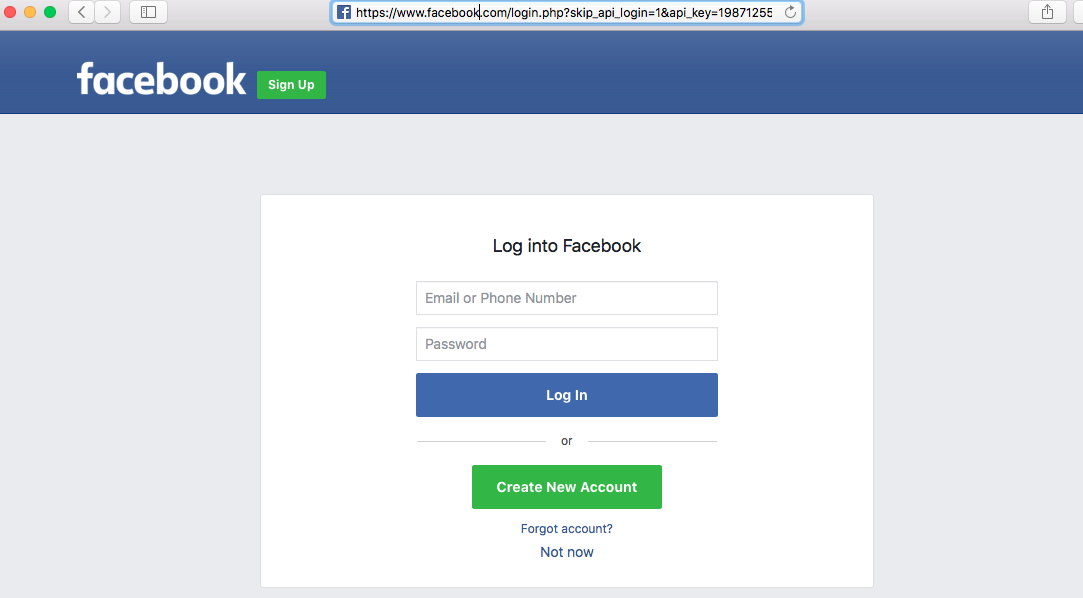 https://www.facebook.com/login.php?skip_api_login=1&api_key=19871255
facebook Sign Up
Log into Facebook
Email or Phone Number
Password
Log In
or
Create New Account
Forgot account?
Not now